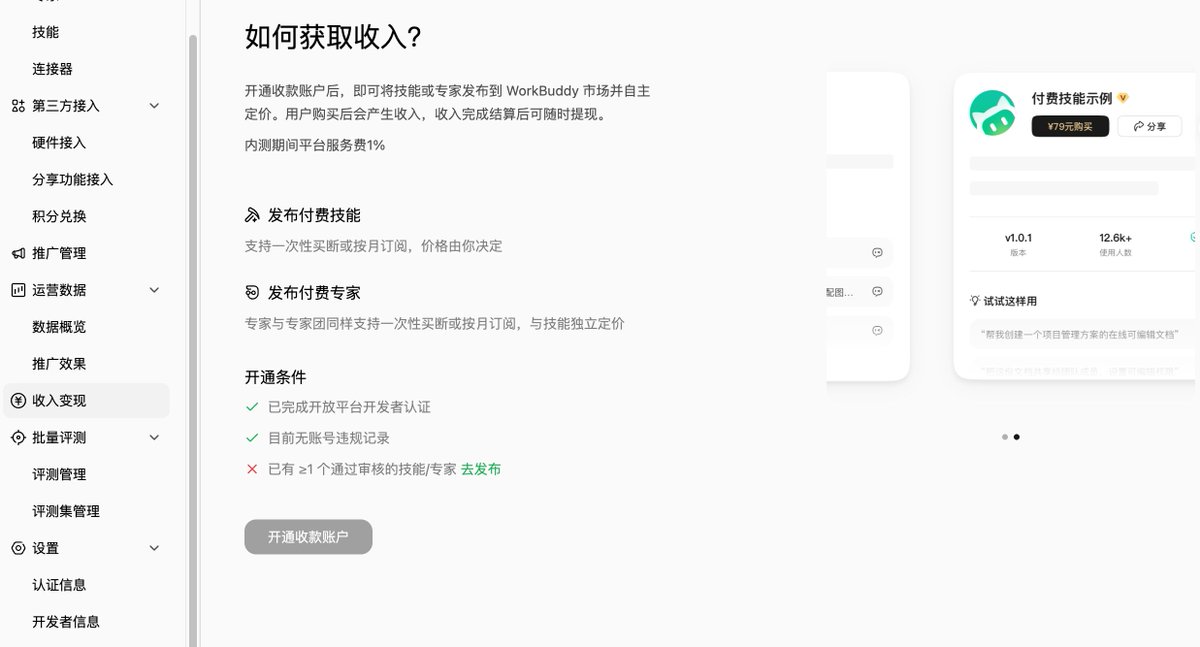 技能
连接器
第三方接入
硬件接入
分享功能接入
积分兑换
推广管理
运营数据
数据概览
推广效果
收入变现
批量评测
评测管理
评测集管理
设置
认证信息
开发者信息
如何获取收入?
开通收款账户后，即可将技能或专家发布到 WorkBuddy 市场并自主
定价。用户购买后会产生收入，收入完成结算后可随时提现。
内测期间平台服务费1%
发布付费技能
支持一次性买断或按月订阅，价格由你决定
发布付费专家
专家与专家团同样支持一次性买断或按月订阅，与技能独立定价
开通条件
已完成开放平台开发者认证
目前无账号违规记录
已有 ≥1 个通过审核的技能/专家 去发布
开通收款账户
配图...
付费技能示例
¥79元购买
分享
v1.0.1
版本
12.6k+
使用人数
试试这样用
“帮我创建一个项目管理方案的在线可编辑文档”